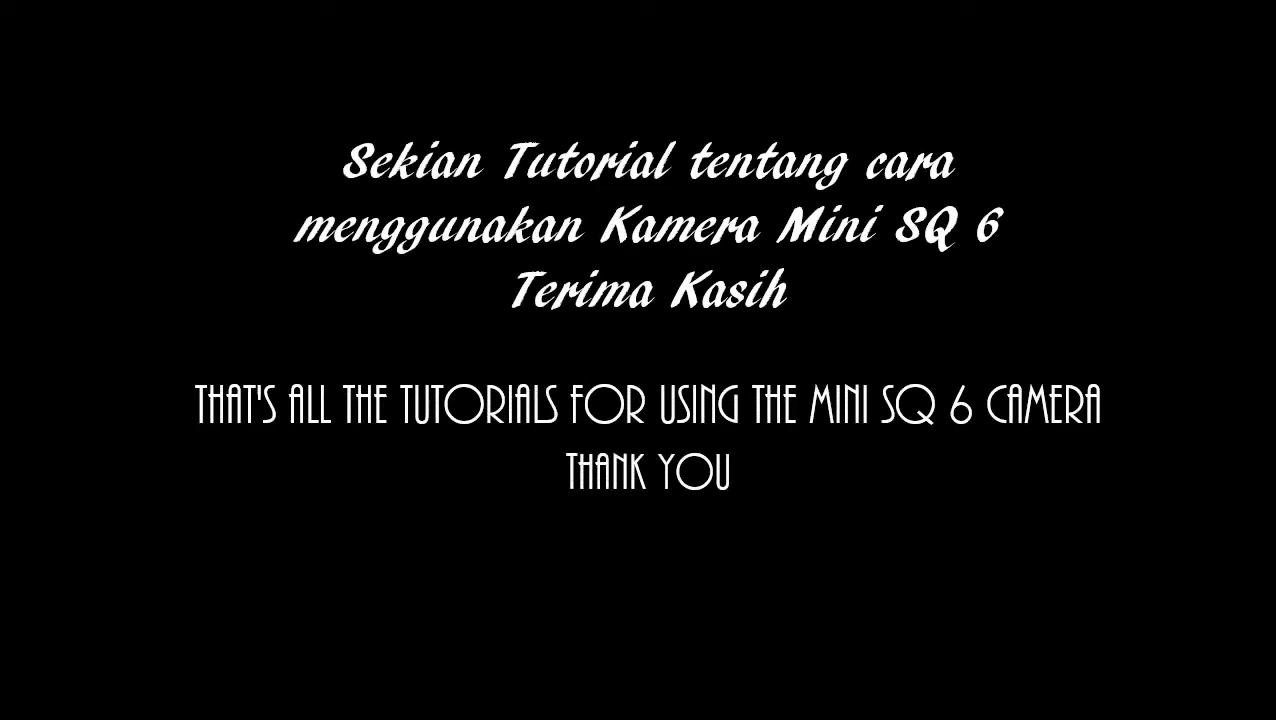 Sekian Tutorial tentang cara
menggunakan Kamera Mini SQ 6
Terima Kasih
THAT'S ALL THE TUTORIALS FOR USING THE MINI SQ 6 CAMERA
THANK YOU